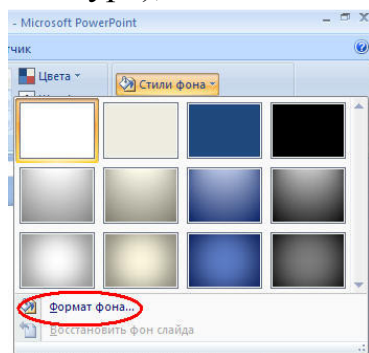 - Microsoft PowerPoint
чик
Цвета
Стили фона
Формат фона...
Восстановить фон слайда